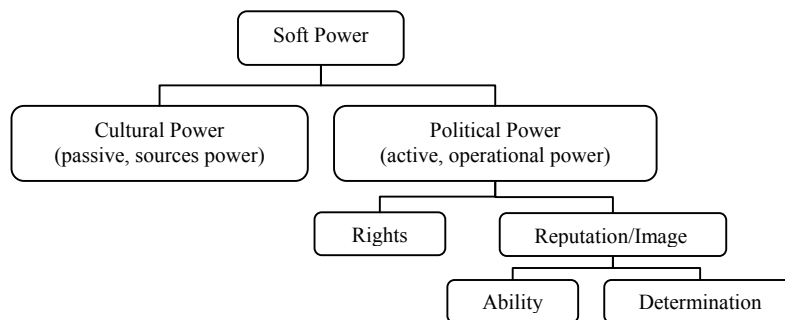 Soft Power
Cultural Power
(passive, sources power)
Political Power
(active, operational power)
Rights
Reputation/Image
Ability
Determination